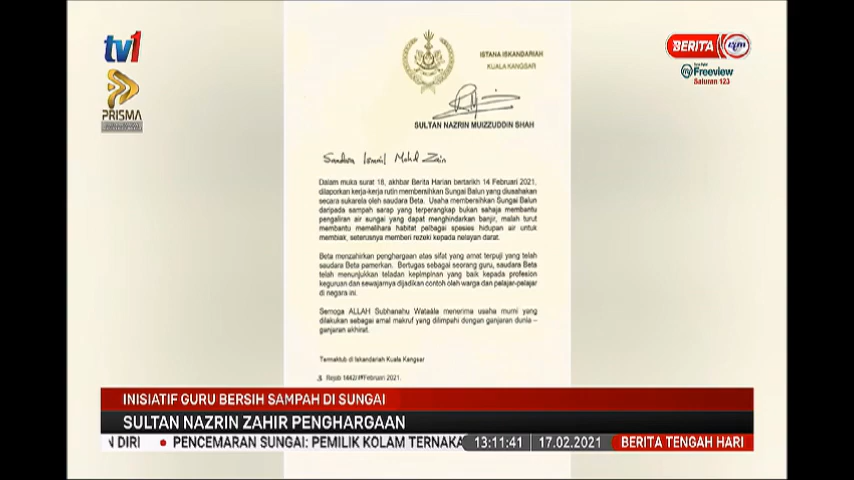 tv1
PRISMA
BERITA rtm
Freeview
Saluran 123
ISTANA ISKANDARIAH
KUALA KANGSAR
SULTAN NAZRIN MUIZZUDDIN SHAH
Saudara Ismail Mohd Zain
Dalam muka surat 18, akhbar Berita Harian bertarikh 14 Februari 2021,
dilaporkan kerja-kerja rutin membersihkan Sungai Balun yang diusahakan
secara sukarela oleh saudara Beta. Usaha membersihkan Sungai Balun
daripada sampah sarap yang terperangkap bukan sahaja membantu
pengaliran air sungai yang dapat menghindarkan banjir, malah turut
membantu memelihara habitat pelbagai spesies hidupan air untuk
membiak, seterusnya memberi rezeki kepada nelayan darat.
Beta menzahirkan penghargaan atas sifat yang amat terpuji yang telah
saudara Beta pamerkan. Bertugas sebagai seorang guru, saudara Beta
telah menunjukkan teladan kepimpinan yang baik kepada profesion
keguruan dan sewajarnya dijadikan contoh oleh warga dan pelajar-pelajar
di negara ini.
Semoga ALLAH Subhanahu Wataàla menerima usaha murni yang
dilakukan sebagai amal makruf yang dilimpahi dengan ganjaran dunia –
ganjaran akhirat.
Termaktub di Iskandariah Kuala Kangsar
Rejab 1442/ Februari 2021.
INISIATIF GURU BERSIH SAMPAH DI SUNGAI
SULTAN NAZRIN ZAHIR PENGHARGAAN
N DIRI • PENCEMARAN SUNGAI: PEMILIK KOLAM TERNAKA 13:11:41 17.02.2021 BERITA TENGAH HARI